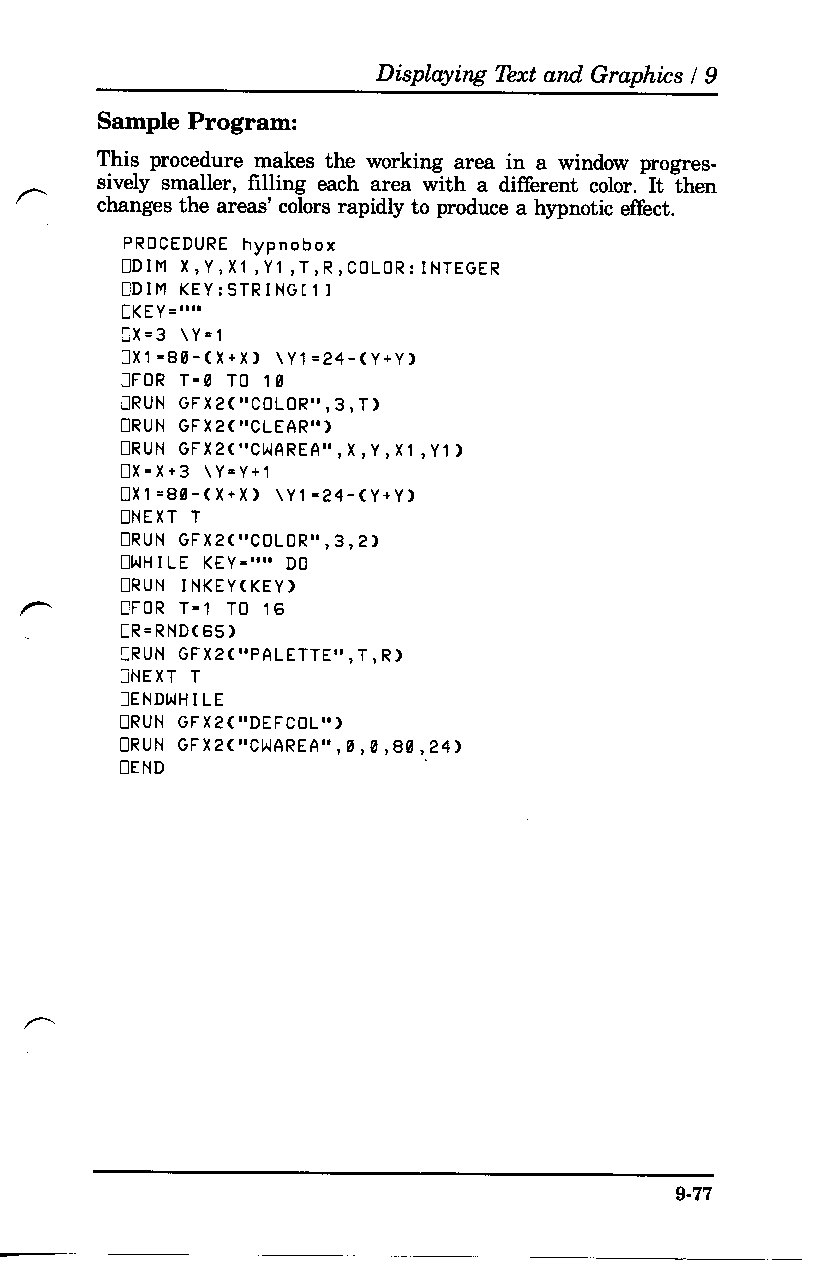 Displaying Text and Graphics / 9
Sample Program:
This procedure makes the working area in a window progres-
sively smaller, filling each area with a different color. It then
changes the areas' colors rapidly to produce a hypnotic effect.
PROCEDURE hypnobox
□DIM X,Y,X1,Y1,T,R,COLOR:INTEGER
□DIM KEY:STRING[1]
□KEY=""
□X=3 \Y=1
□X1=80-(X+X) \Y1=24-(Y+Y)
□FOR T=0 TO 10
□RUN GFX2("COLOR",3,T)
□RUN GFX2("CLEAR")
□RUN GFX2("CWAREA",X,Y,X1,Y1)
□X=X+3 \Y=Y+1
□X1=80-(X+X) \Y1=24-(Y+Y)
□NEXT T
□RUN GFX2("COLOR",3,2)
□WHILE KEY="" DO
□RUN INKEY(KEY)
□FOR T=1 TO 16
□R=RND(65)
□RUN GFX2("PALETTE",T,R)
□NEXT T
□ENDWHILE
□RUN GFX2("DEFCOL")
□RUN GFX2("CWAREA",0,0,80,24)
□END
9-77